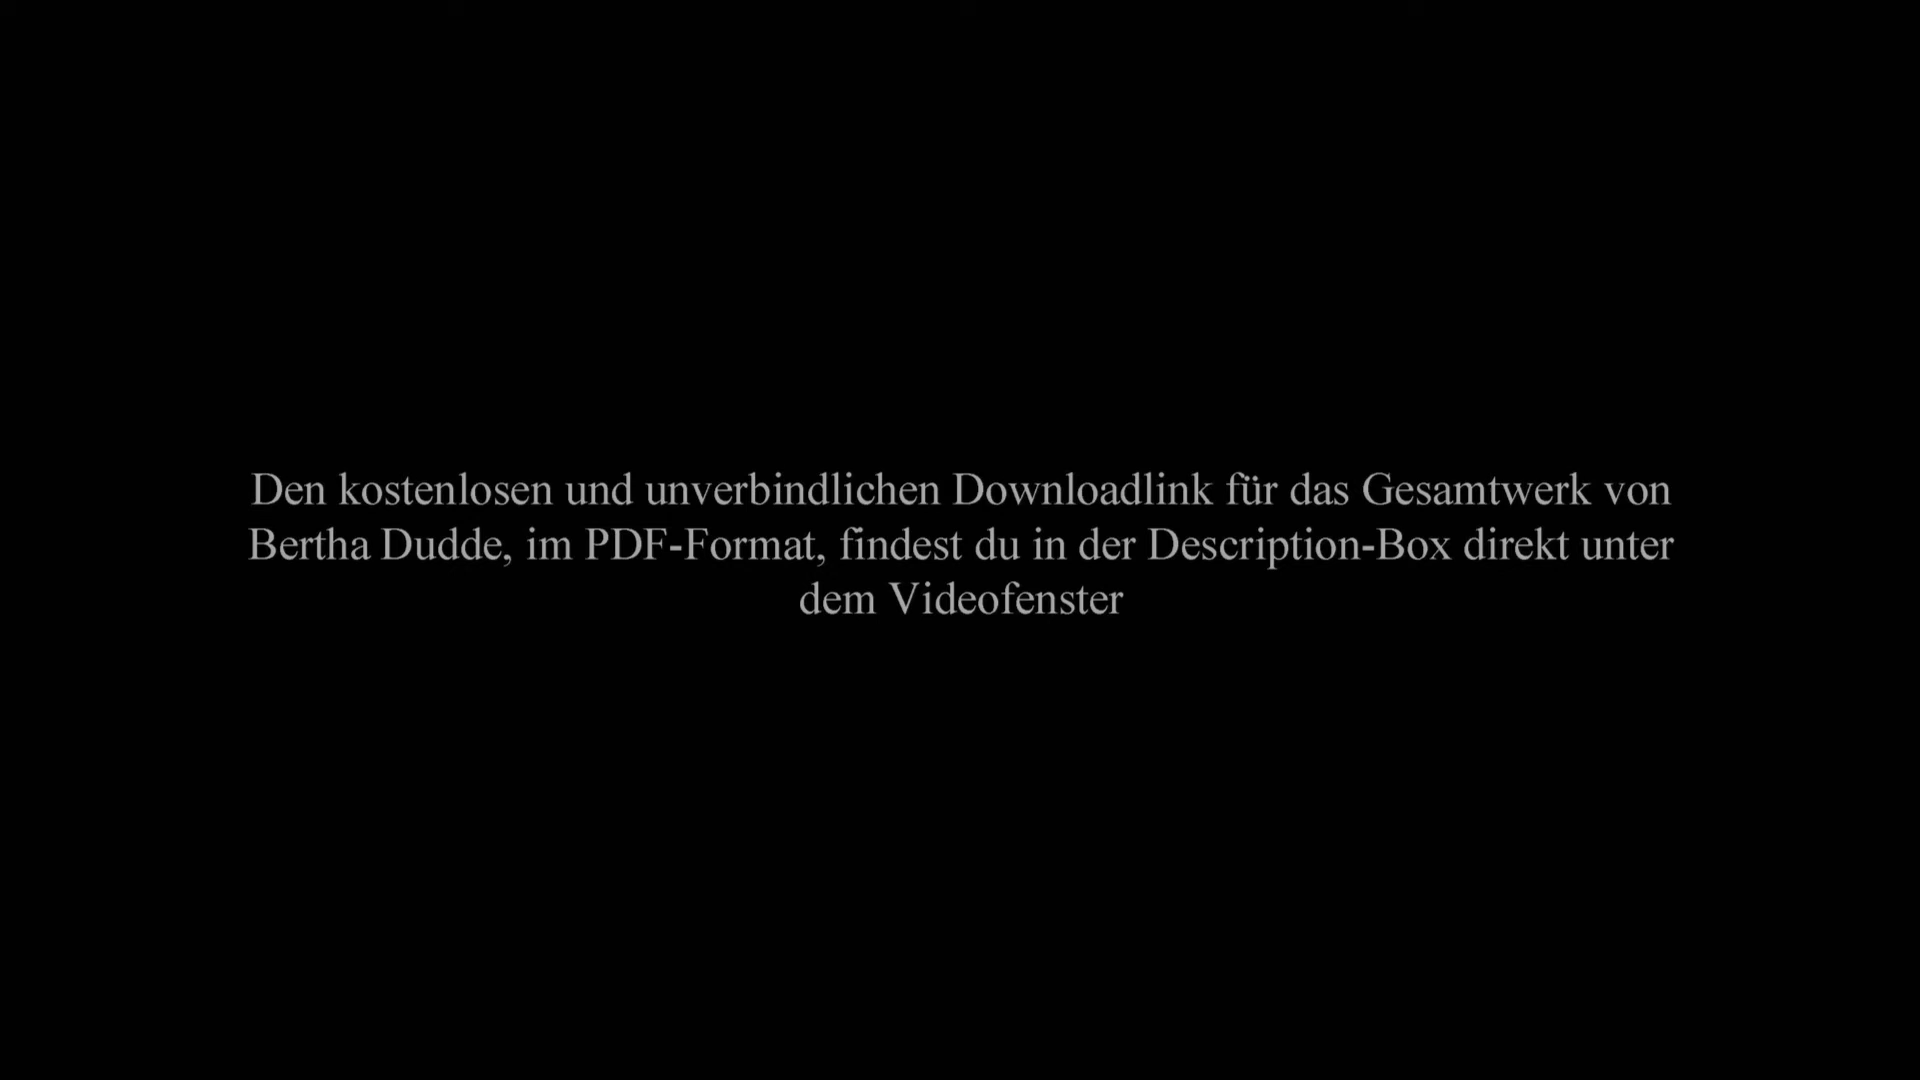 Den kostenlosen und unverbindlichen Downloadlink für das Gesamtwerk von
Bertha Dudde, im PDF-Format, findest du in der Description-Box direkt unter
dem Videofenster